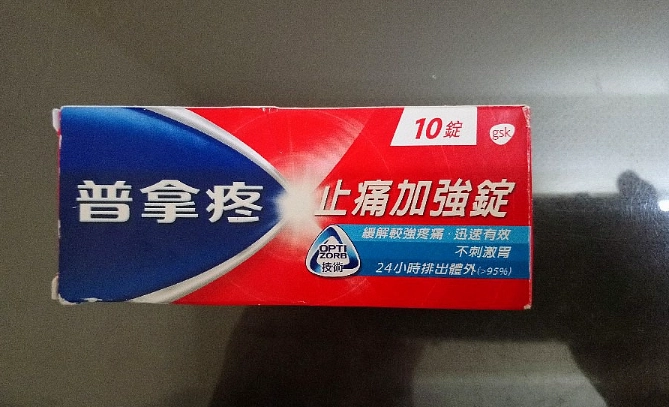 10錠
gsk
普拿疼
止痛加強錠
緩解較強疼痛·迅速有效
不刺激胃
24小時排出體外(>95%)
OPTI
ZORB
技術